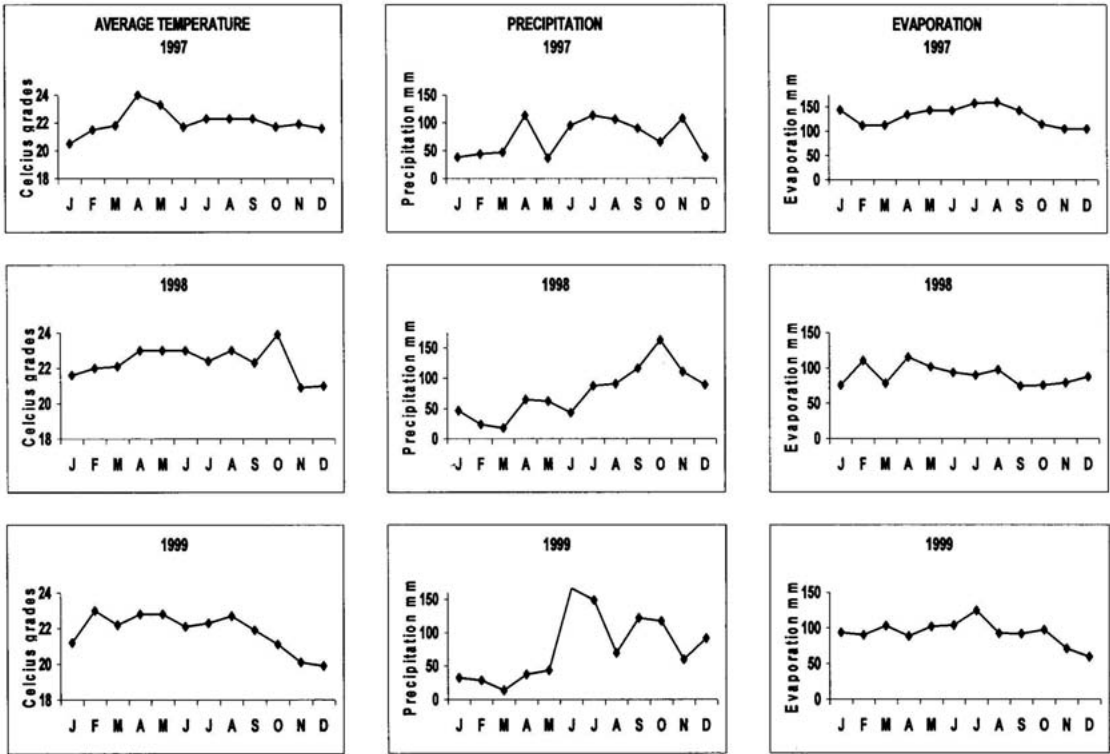 AVERAGE TEMPERATURE
1997
Celcius grades
24
22
20
18
J F M A M J J A S O N D
PRECIPITATION
1997
Precipitation mm
150
100
50
0
J F M A M J J A S O N D
EVAPORATION
1997
Evaporation mm
150
100
50
0
J F M A M J J A S O N D
1998
Celcius grades
24
22
20
18
J F M A M J J A S O N D
1998
Precipitation mm
150
100
50
0
J F M A M J J A S O N D
1998
Evaporation mm
150
100
50
0
J F M A M J J A S O N D
1999
Celcius grades
24
22
20
18
J F M A M J J A S O N D
1999
Precipitation mm
150
100
50
0
J F M A M J J A S O N D
1999
Evaporation mm
150
100
50
0
J F M A M J J A S O N D